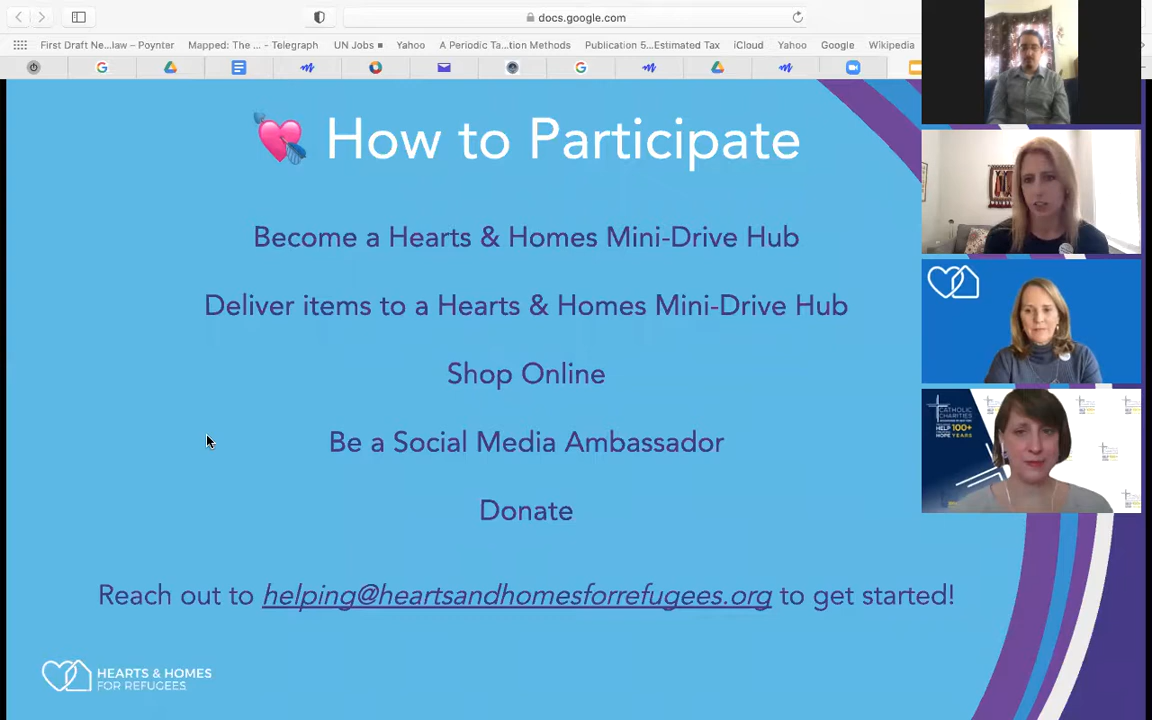 docs.google.com
First Draft Ne...law – Poynter
Mapped: The ... - Telegraph
UN Jobs
Yahoo
A Periodic Ta...tion Methods
Publication 5...Estimated Tax
iCloud
Yahoo
Google
Wikipedia
How to Participate
Become a Hearts & Homes Mini-Drive Hub
Deliver items to a Hearts & Homes Mini-Drive Hub
Shop Online
Be a Social Media Ambassador
Donate
Reach out to helping@heartsandhomesforrefugees.org to get started!
HEARTS & HOMES
FOR REFUGEES
CATHOLIC
CHARITIES
HELP 100+
HOPE YEARS